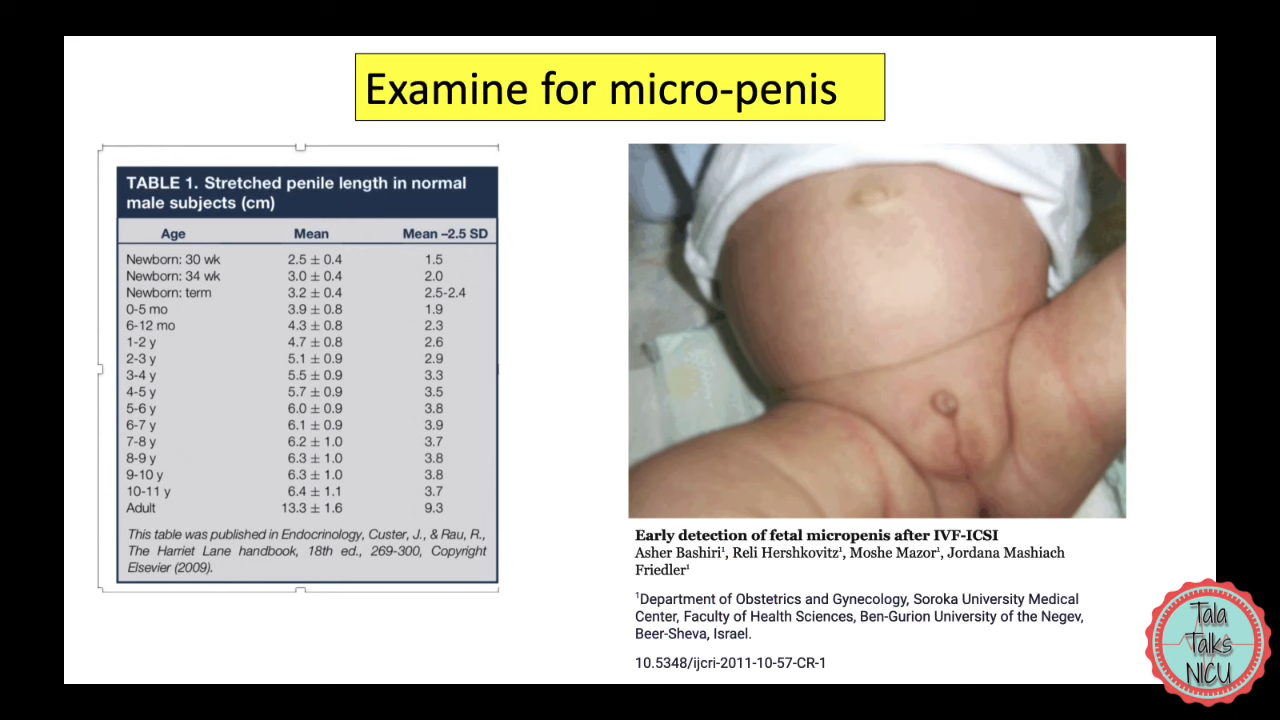 Examine for micro-penis
TABLE 1. Stretched penile length in normal
male subjects (cm)
Age Mean Mean –2.5 SD
Newborn: 30 wk 2.5 ± 0.4 1.5
Newborn: 34 wk 3.0 ± 0.4 2.0
Newborn: term 3.2 ± 0.4 2.5-2.4
0-5 mo 3.9 ± 0.8 1.9
6-12 mo 4.3 ± 0.8 2.3
1-2 y 4.7 ± 0.8 2.6
2-3 y 5.1 ± 0.9 2.9
3-4 y 5.5 ± 0.9 3.3
4-5 y 5.7 ± 0.9 3.5
5-6 y 6.0 ± 0.9 3.8
6-7 y 6.1 ± 0.9 3.9
7-8 y 6.2 ± 1.0 3.7
8-9 y 6.3 ± 1.0 3.8
9-10 y 6.3 ± 1.0 3.8
10-11 y 6.4 ± 1.1 3.7
Adult 13.3 ± 1.6 9.3
This table was published in Endocrinology, Custer, J., & Rau, R.,
The Harriet Lane handbook, 18th ed., 269-300, Copyright
Elsevier (2009).
Early detection of fetal micropenis after IVF-ICSI
Asher Bashiri¹, Reli Hershkovitz¹, Moshe Mazor¹, Jordana Mashiach
Friedler¹
¹Department of Obstetrics and Gynecology, Soroka University Medical
Center, Faculty of Health Sciences, Ben-Gurion University of the Negev,
Beer-Sheva, Israel.
10.5348/ijcri-2011-10-57-CR-1
Tala
Talks
NICU